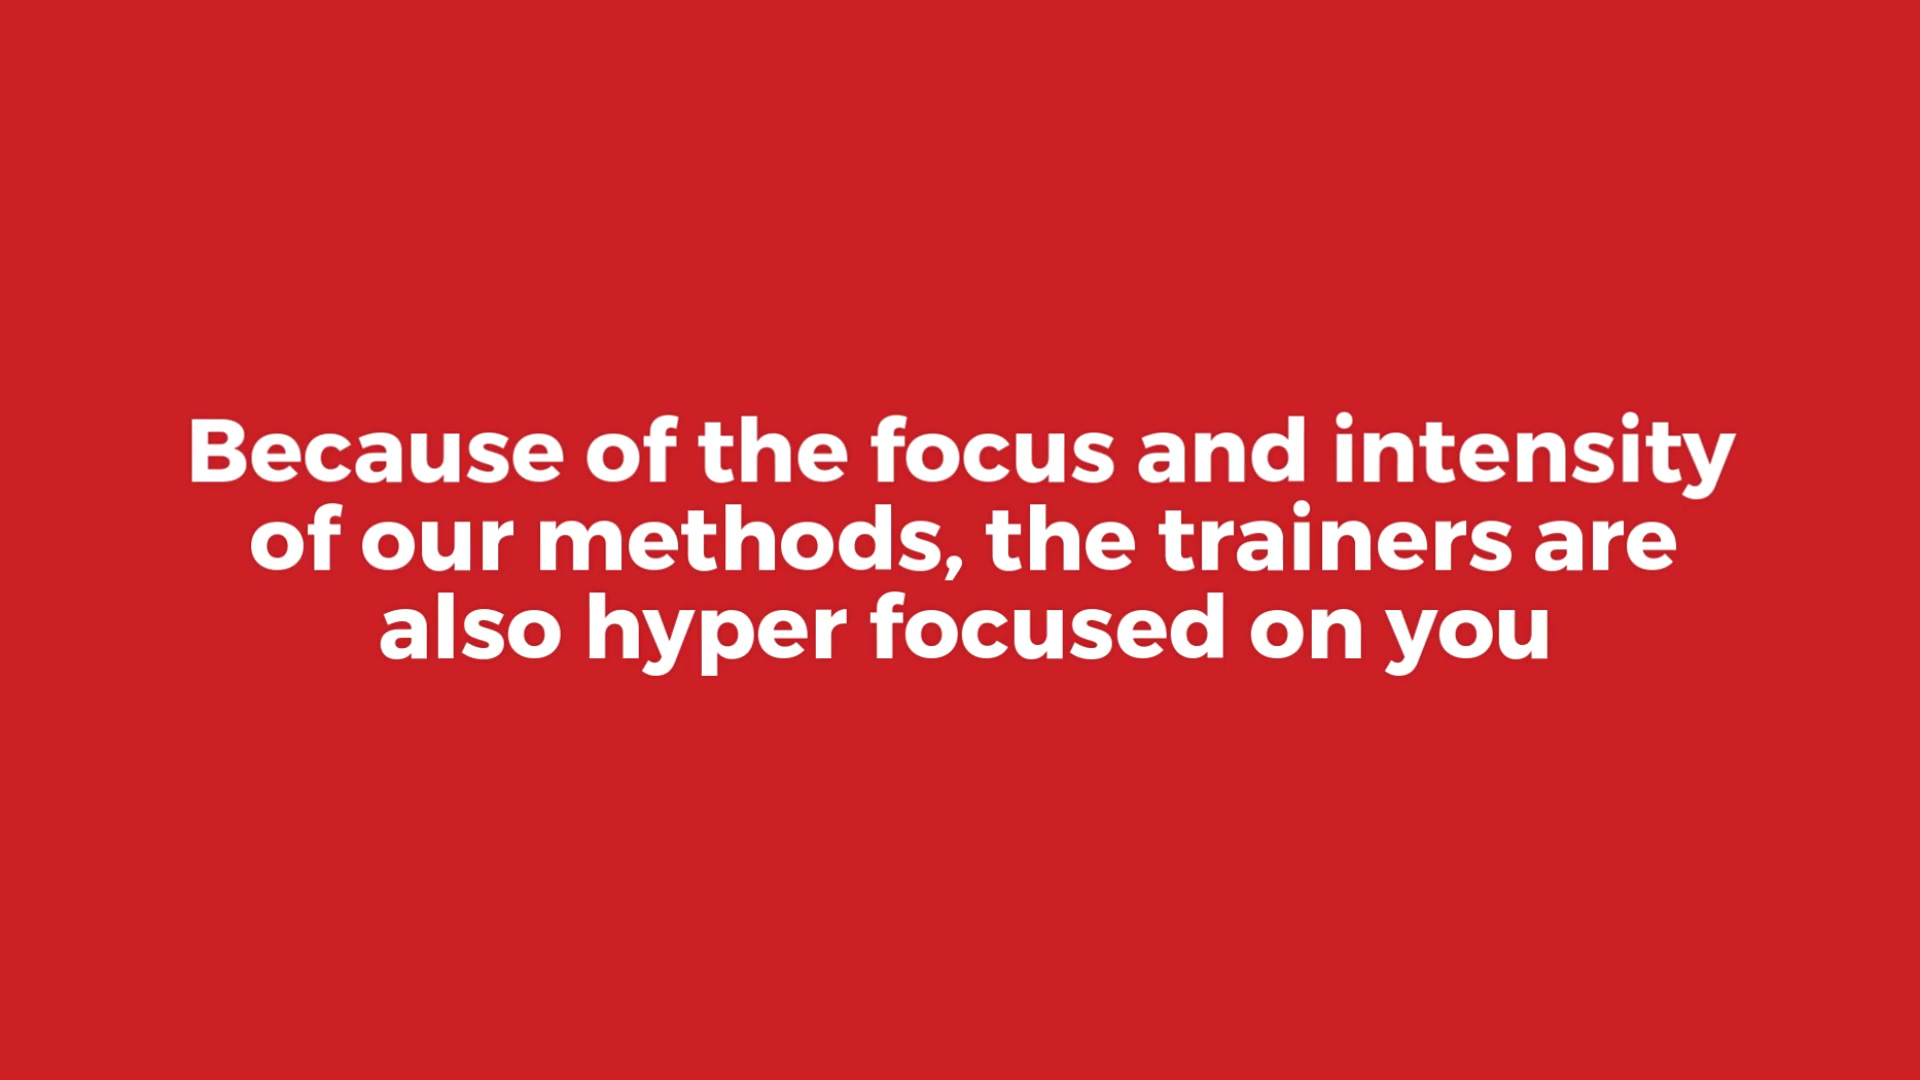 Because of the focus and intensity
of our methods, the trainers are
also hyper focused on you